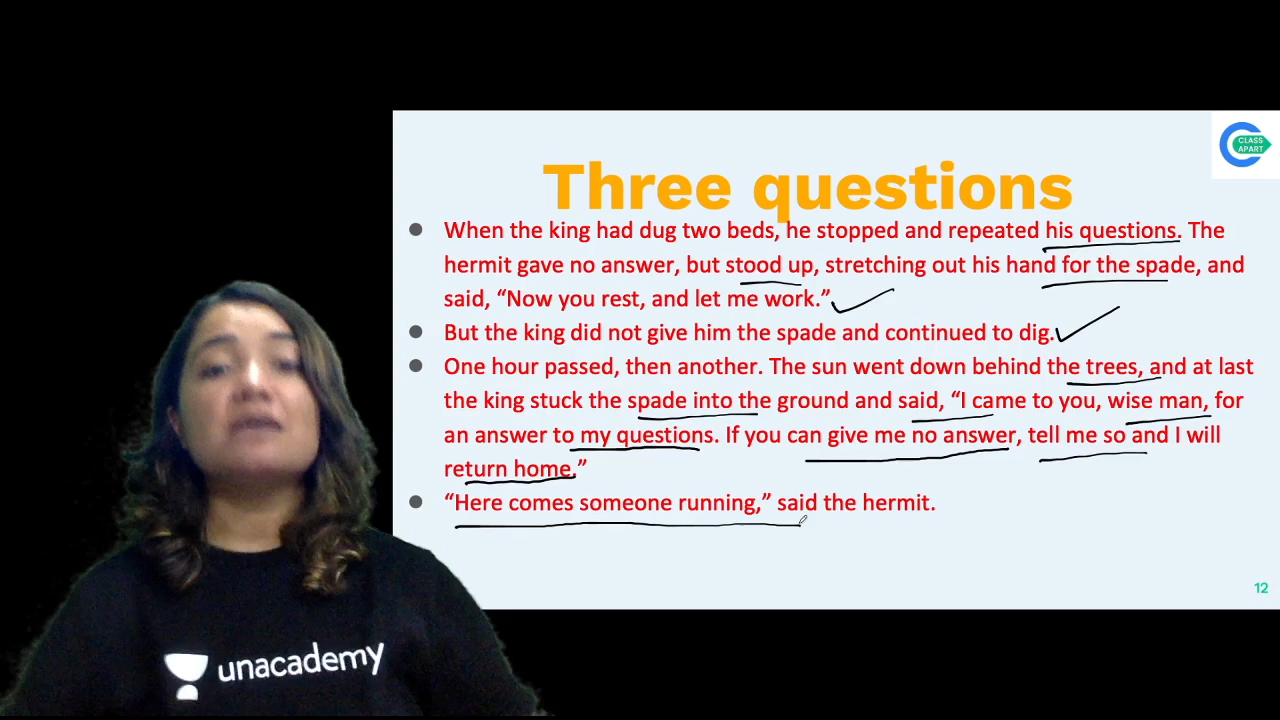 CLASS
APART
Three questions
When the king had dug two beds, he stopped and repeated his questions. The
hermit gave no answer, but stood up, stretching out his hand for the spade, and
said, “Now you rest, and let me work.”
But the king did not give him the spade and continued to dig.
One hour passed, then another. The sun went down behind the trees, and at last
the king stuck the spade into the ground and said, “I came to you, wise man, for
an answer to my questions. If you can give me no answer, tell me so and I will
return home.”
“Here comes someone running,” said the hermit.
12
unacademy